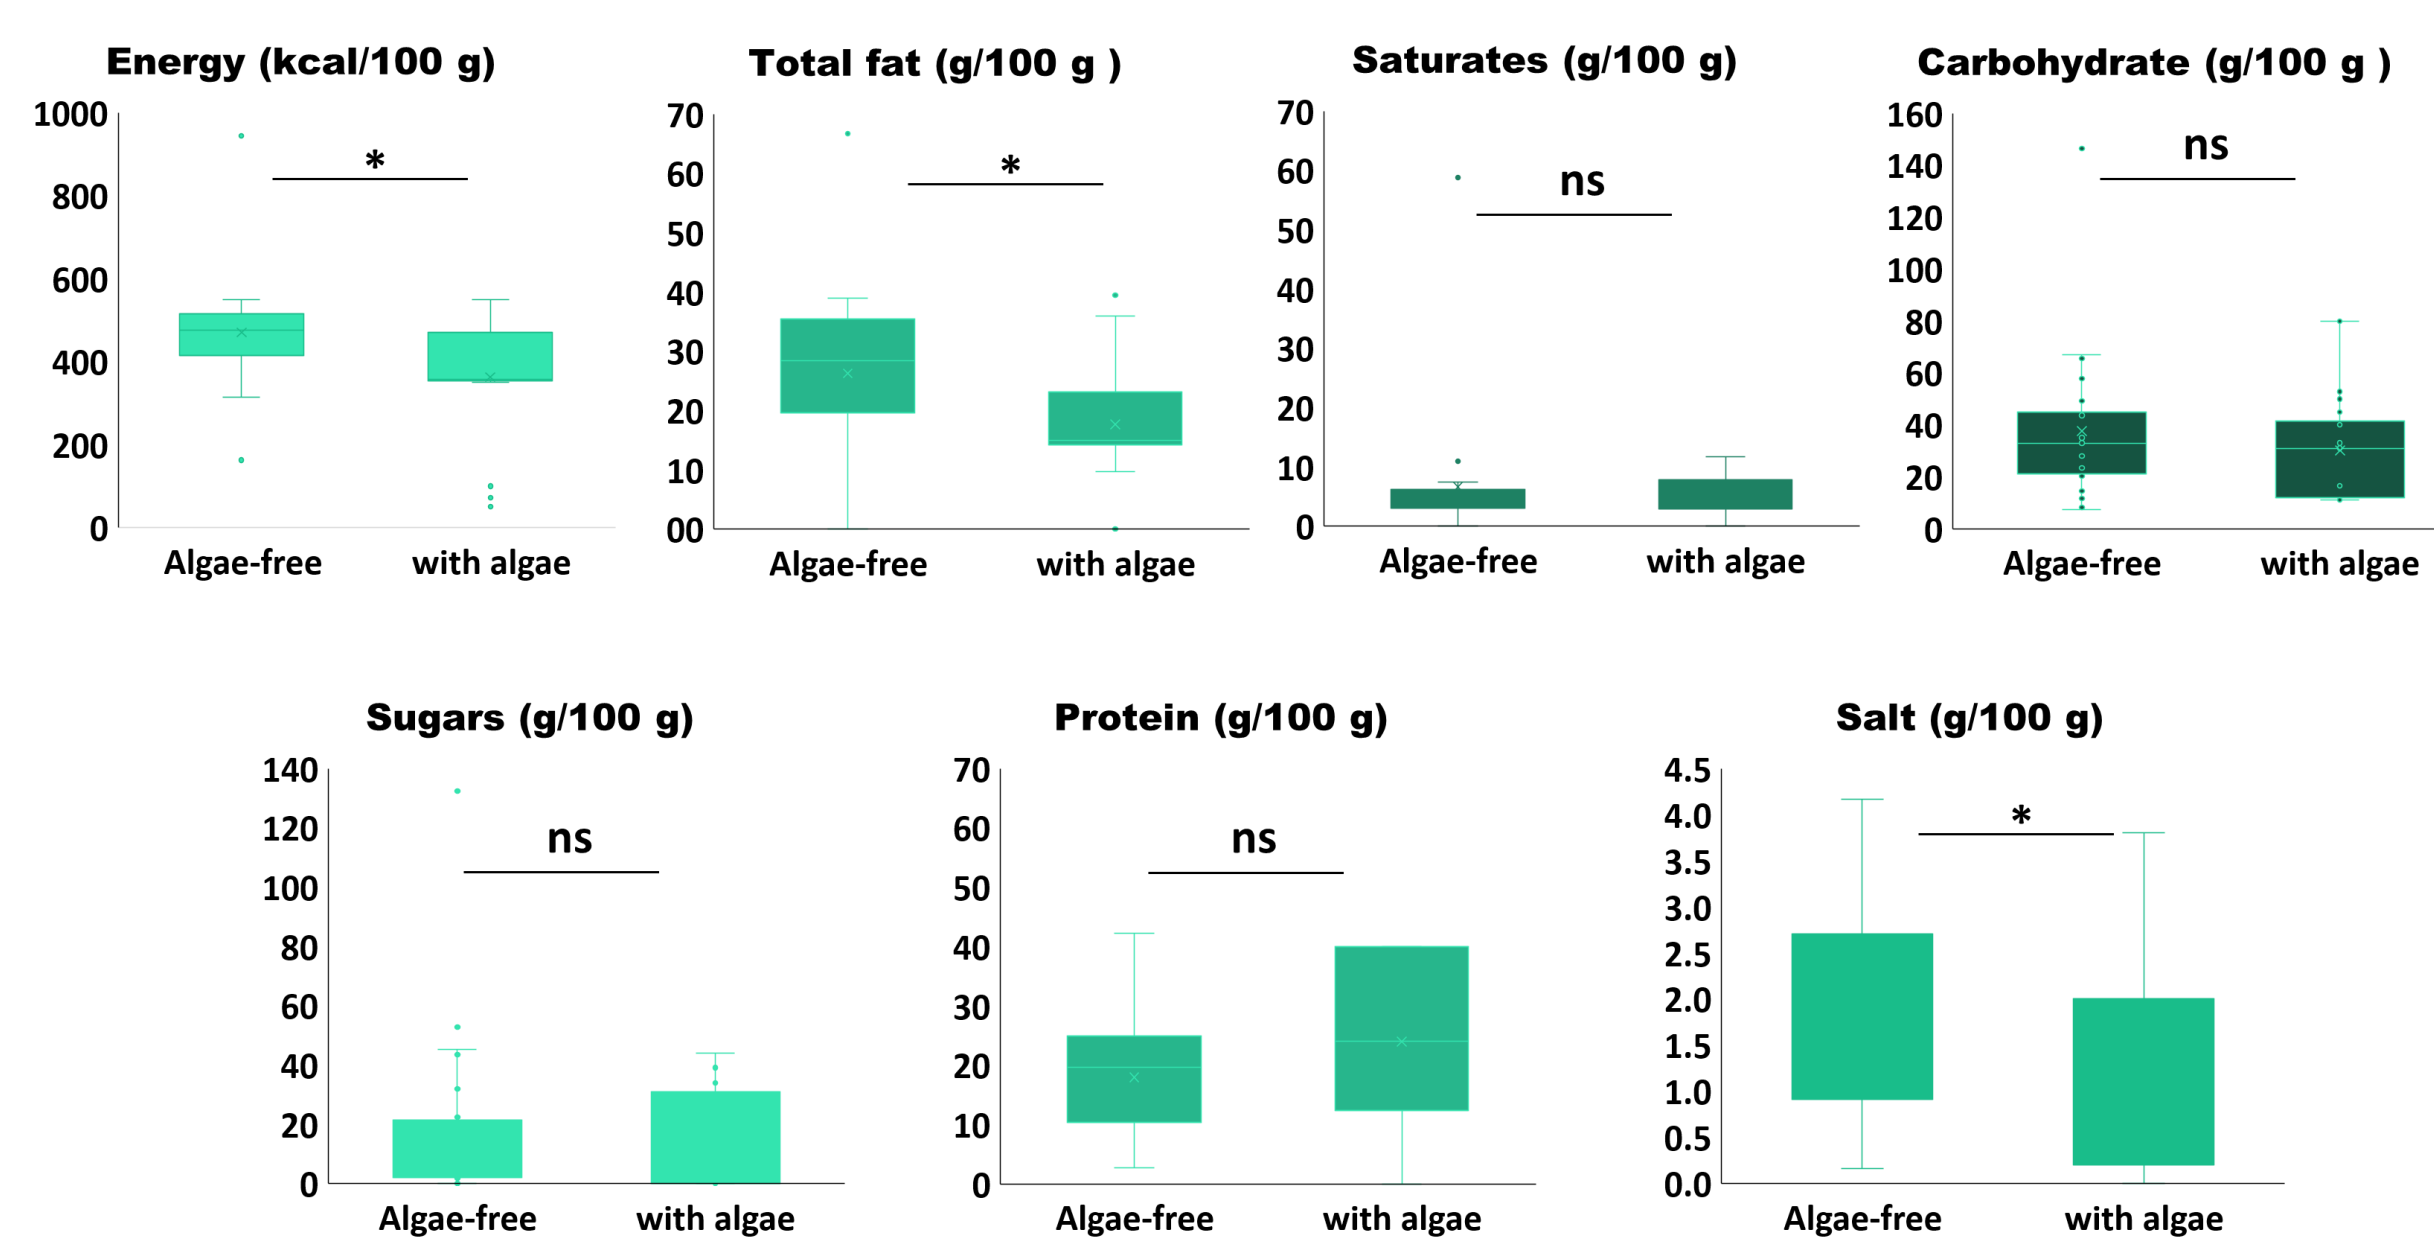 Energy (kcal/100 g)
1000
800
600
400
200
0
*
Algae-free
with algae
Total fat (g/100 g )
70
60
50
40
30
20
10
00
*
Algae-free
with algae
Saturates (g/100 g)
70
60
50
40
30
20
10
0
ns
Algae-free
with algae
Carbohydrate (g/100 g )
160
140
120
100
80
60
40
20
0
ns
Algae-free
with algae
Sugars (g/100 g)
140
120
100
80
60
40
20
0
ns
Algae-free
with algae
Protein (g/100 g)
70
60
50
40
30
20
10
0
ns
Algae-free
with algae
Salt (g/100 g)
4.5
4.0
3.5
3.0
2.5
2.0
1.5
1.0
0.5
0.0
*
Algae-free
with algae